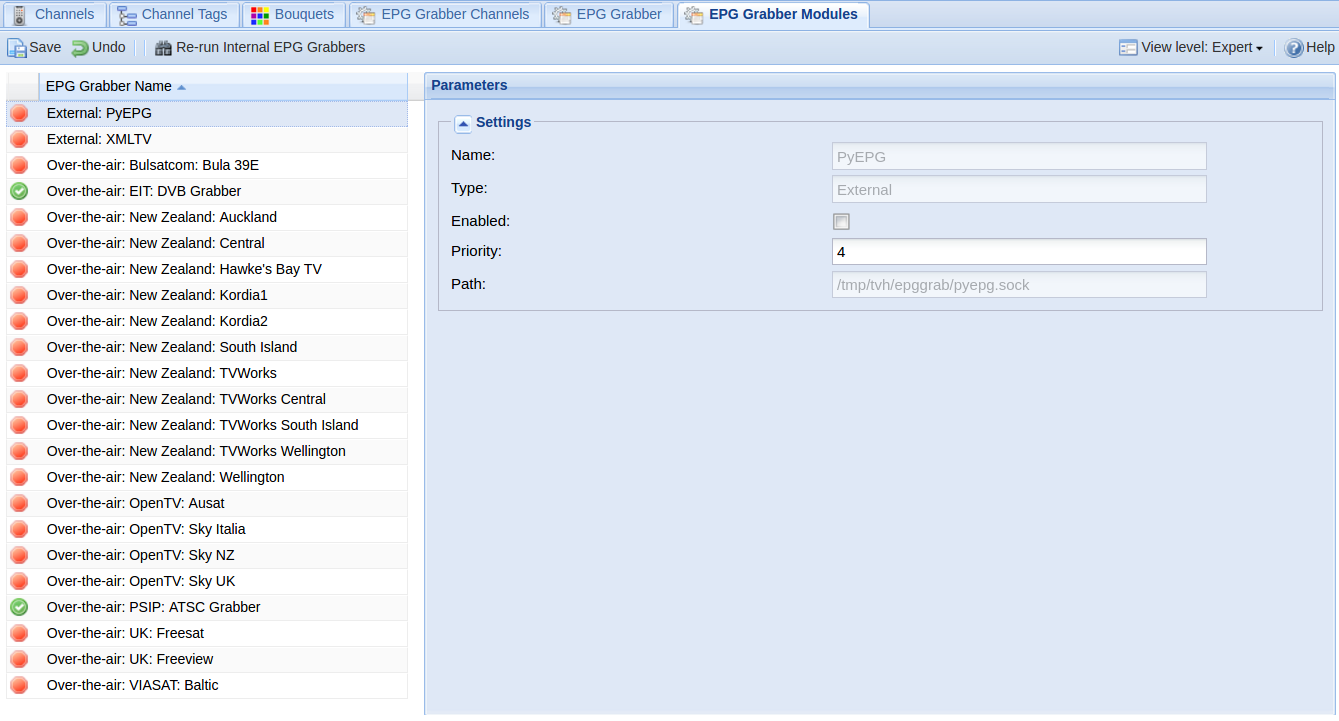 Channels Channel Tags Bouquets EPG Grabber Channels EPG Grabber EPG Grabber Modules
Save Undo Re-run Internal EPG Grabbers View level: Expert Help
EPG Grabber Name
External: PyEPG
External: XMLTV
Over-the-air: Bulsatcom: Bula 39E
Over-the-air: EIT: DVB Grabber
Over-the-air: New Zealand: Auckland
Over-the-air: New Zealand: Central
Over-the-air: New Zealand: Hawke's Bay TV
Over-the-air: New Zealand: Kordia1
Over-the-air: New Zealand: Kordia2
Over-the-air: New Zealand: South Island
Over-the-air: New Zealand: TVWorks
Over-the-air: New Zealand: TVWorks Central
Over-the-air: New Zealand: TVWorks South Island
Over-the-air: New Zealand: TVWorks Wellington
Over-the-air: New Zealand: Wellington
Over-the-air: OpenTV: Ausat
Over-the-air: OpenTV: Sky Italia
Over-the-air: OpenTV: Sky NZ
Over-the-air: OpenTV: Sky UK
Over-the-air: PSIP: ATSC Grabber
Over-the-air: UK: Freesat
Over-the-air: UK: Freeview
Over-the-air: VIASAT: Baltic
Parameters
Settings
Name: PyEPG
Type: External
Enabled:
Priority: 4
Path: /tmp/tvh/epggrab/pyepg.sock